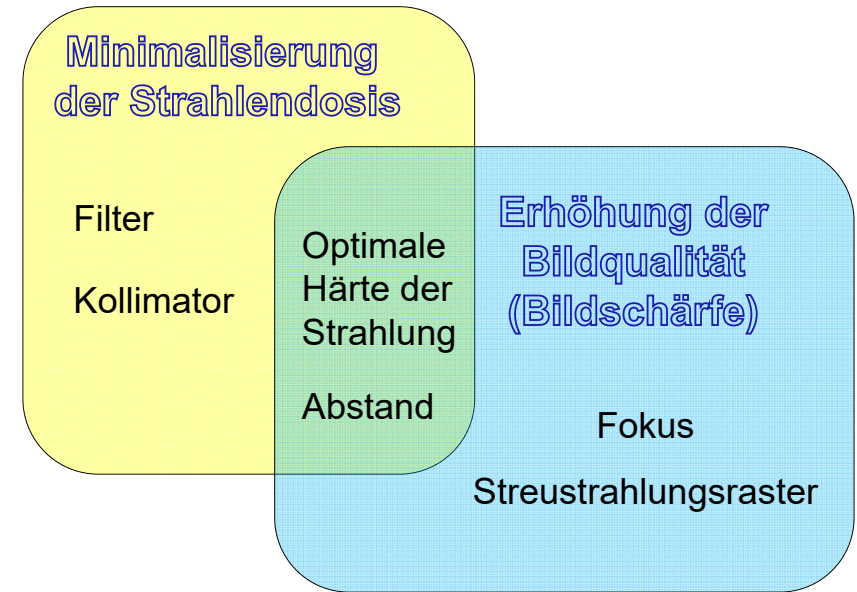 Minimalisierung
der Strahlendosis
Filter
Kollimator
Optimale
Härte der
Strahlung
Abstand
Erhöhung der
Bildqualität
(Bildschärfe)
Fokus
Streustrahlungsraster